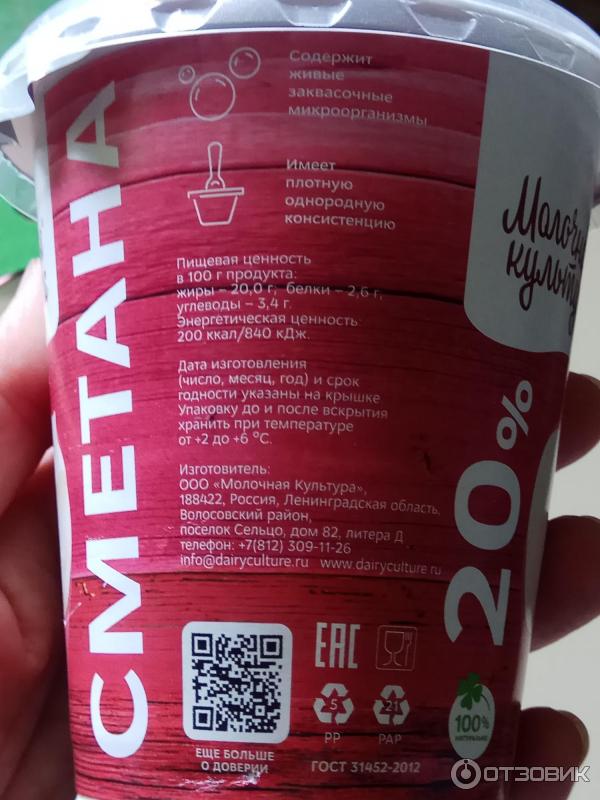 СМЕТАНА
Содержит
живые
заквасочные
микроорганизмы
Имеет
плотную
однородную
консистенцию
Пищевая ценность
в 100 г продукта:
жиры – 20,0 г; белки – 2,6 г,
углеводы – 3,4 г.
Энергетическая ценность:
200 ккал/840 кДж.
Дата изготовления
(число, месяц, год) и срок
годности указаны на крышке
Упаковку до и после вскрытия
хранить при температуре
от +2 до +6 °С.
Изготовитель:
ООО «Молочная Культура»,
188422, Россия, Ленинградская область,
Волосовский район,
поселок Сельцо, дом 82, литера Д
телефон: +7(812) 309-11-26
info@dairyculture.ru www.dairyculture.ru
ЕЩЕ БОЛЬШЕ
О ДОВЕРИИ
EAC
5
PP
21
PAP
ГОСТ 31452-2012
20%
100%
НАТУРАЛЬНО
ОТЗОВИК